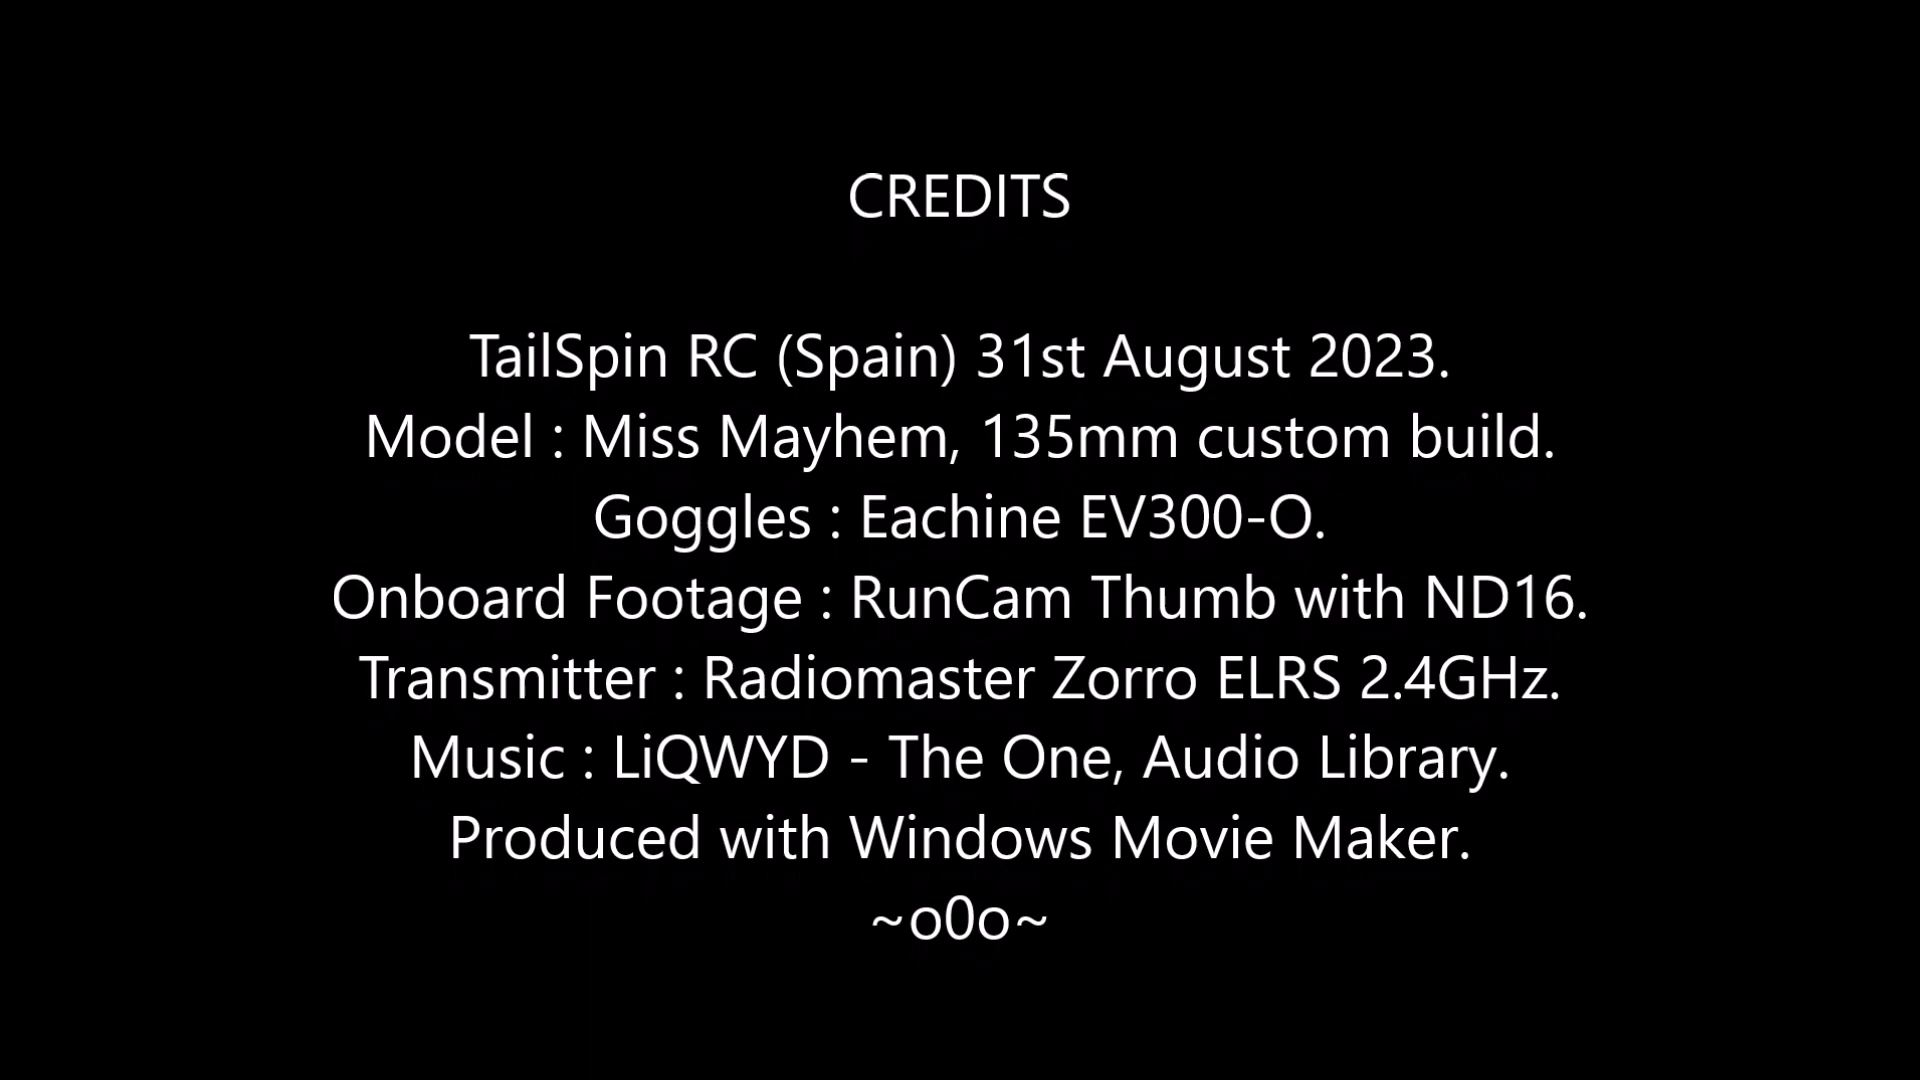 CREDITS
TailSpin RC (Spain) 31st August 2023.
Model : Miss Mayhem, 135mm custom build.
Goggles : Eachine EV300-O.
Onboard Footage : RunCam Thumb with ND16.
Transmitter : Radiomaster Zorro ELRS 2.4GHz.
Music : LiQWYD - The One, Audio Library.
Produced with Windows Movie Maker.
~o0o~